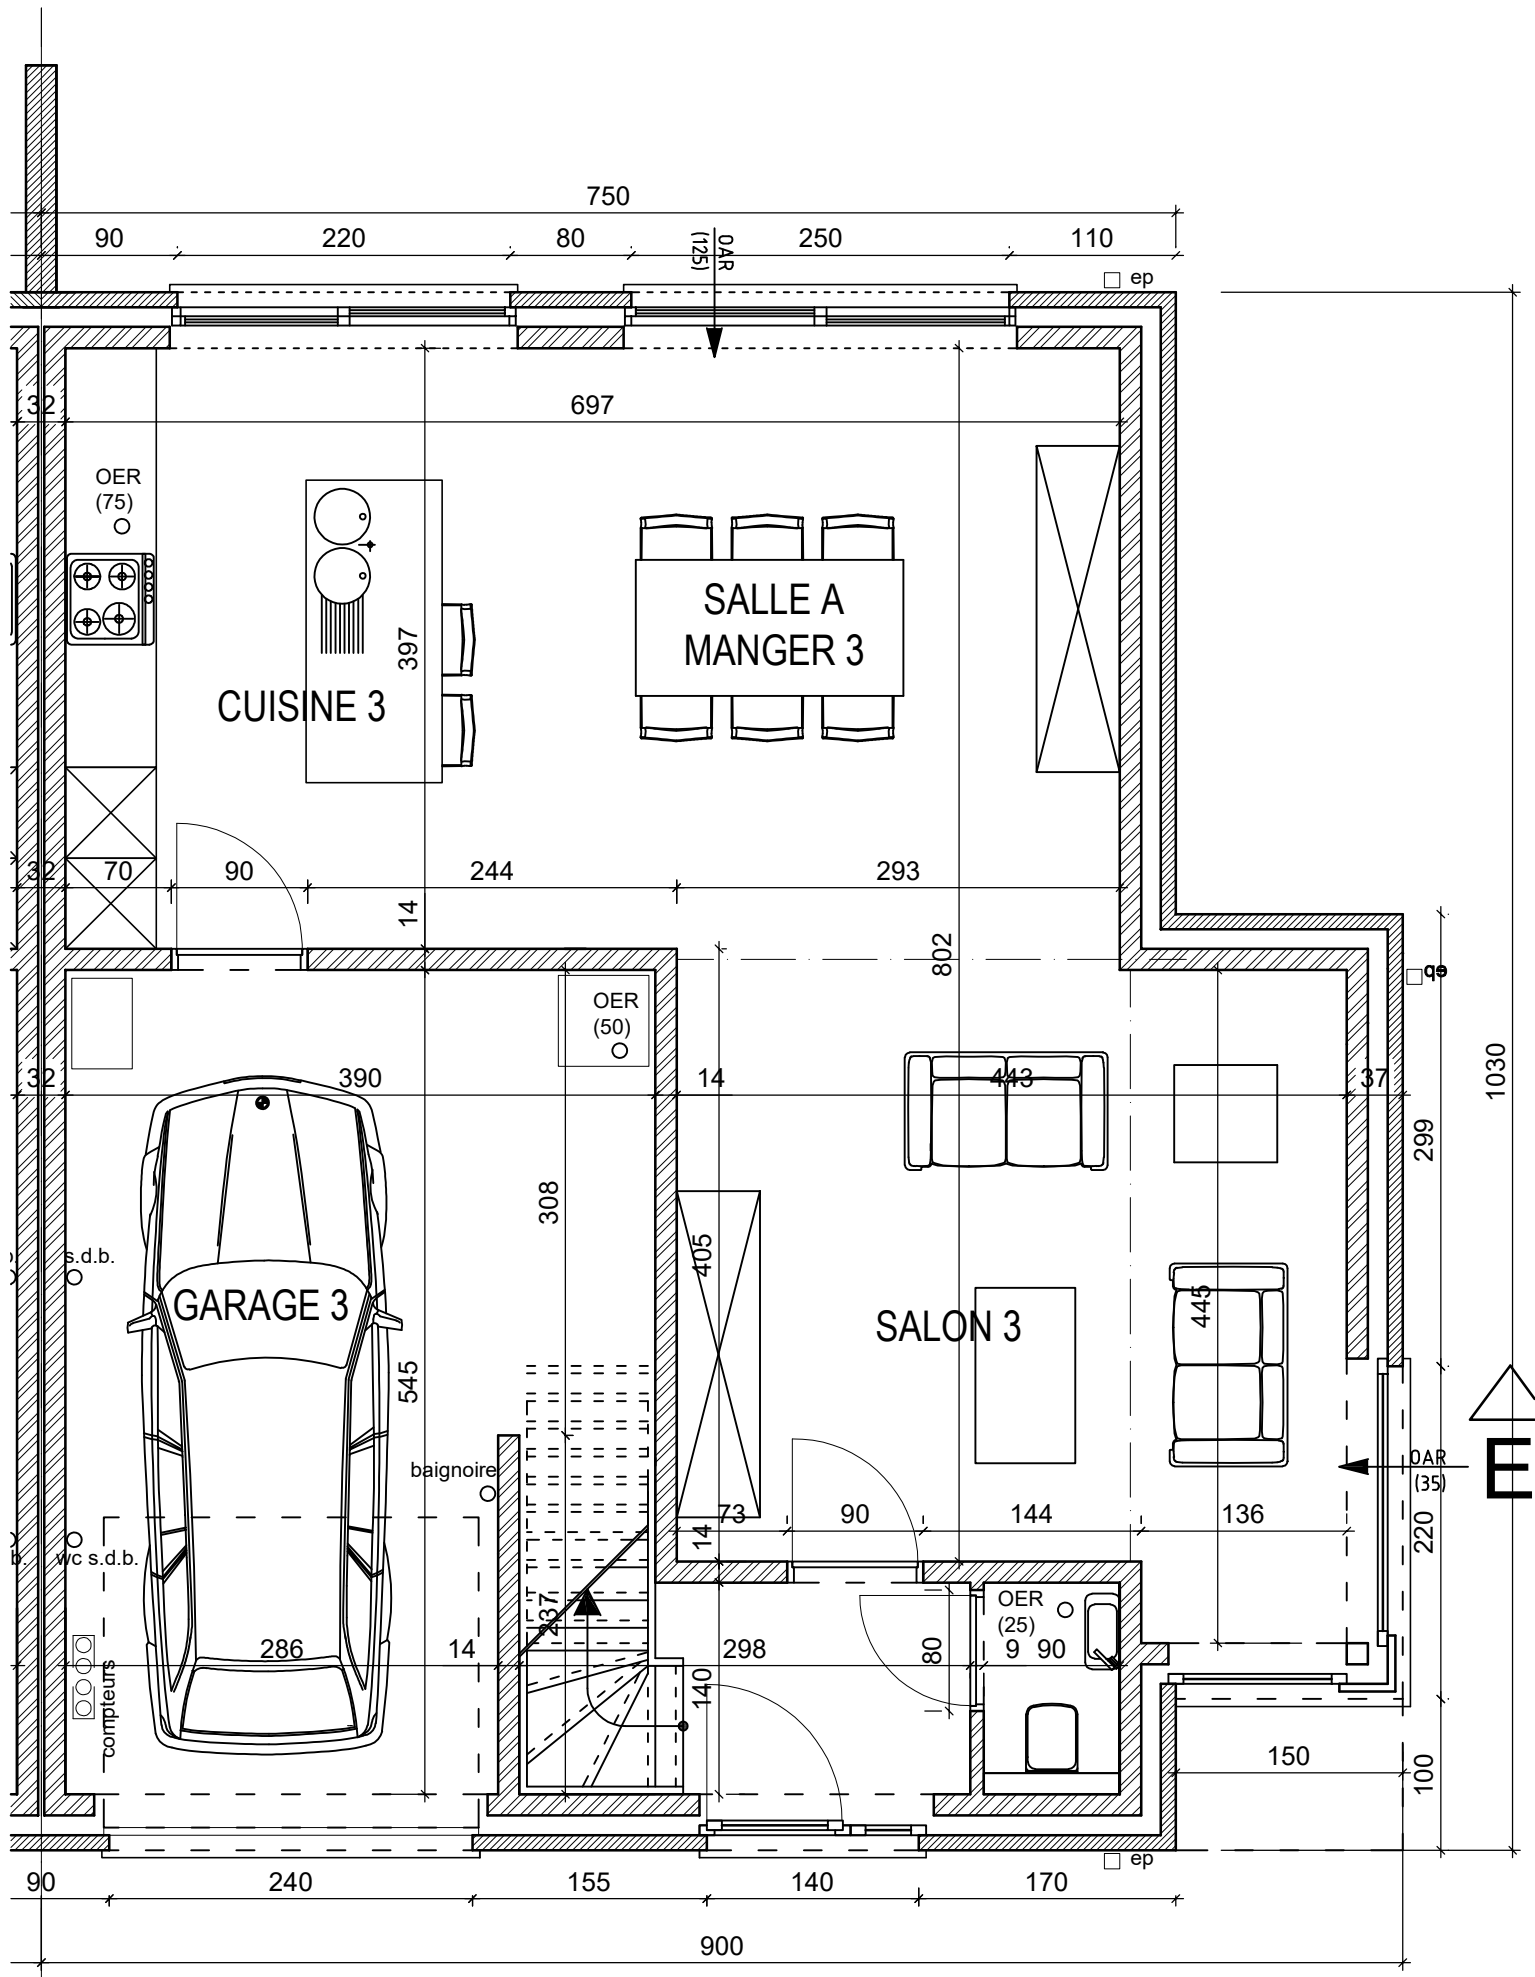 750
90 220 80 250 110
0AR
(125)
ep
32 697
OER
(75)
SALLE A
MANGER 3
397
CUISINE 3
32 70 90 244 293
14
802
ep
OER
(50)
32 390 14 443 37
1030
299
308
405
s.d.b.
445
GARAGE 3
SALON 3
545
baignoire
0AR
(35)
E
73 90 144 136
14
220
b. wc s.d.b.
237
OER
(25)
286 14 298 80 9 90
140
compteurs
150
100
ep
90 240 155 140 170
900